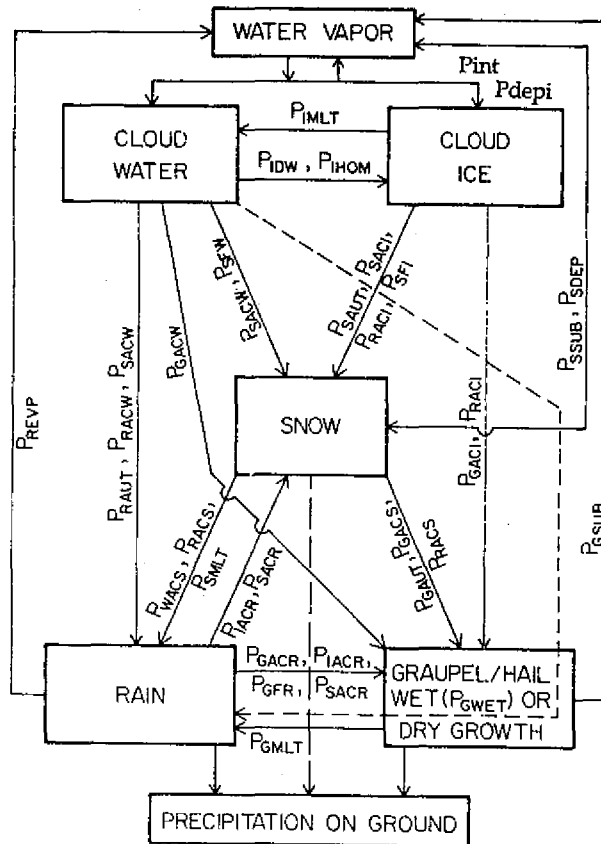 WATER VAPOR
Pint
Pdepi
CLOUD
WATER
PIMLT
PIDW , PIHOM
CLOUD
ICE
PREVP
PRAUT , PRACW , PSACW
PGACW
PSACW, PSFW
PSAUT, PSACI,
PRACI, PSFI
PGACI, PRACI
PSSUB, PSDEP
PGSUB
SNOW
PWACS, PRACS,
PSMLT
PIACR, PSACR
PGAUT, PGACS,
PRACS
RAIN
PGACR, PIACR,
PGFR, PSACR
PGMLT
GRAUPEL/HAIL
WET (PGWET) OR
DRY GROWTH
PRECIPITATION ON GROUND